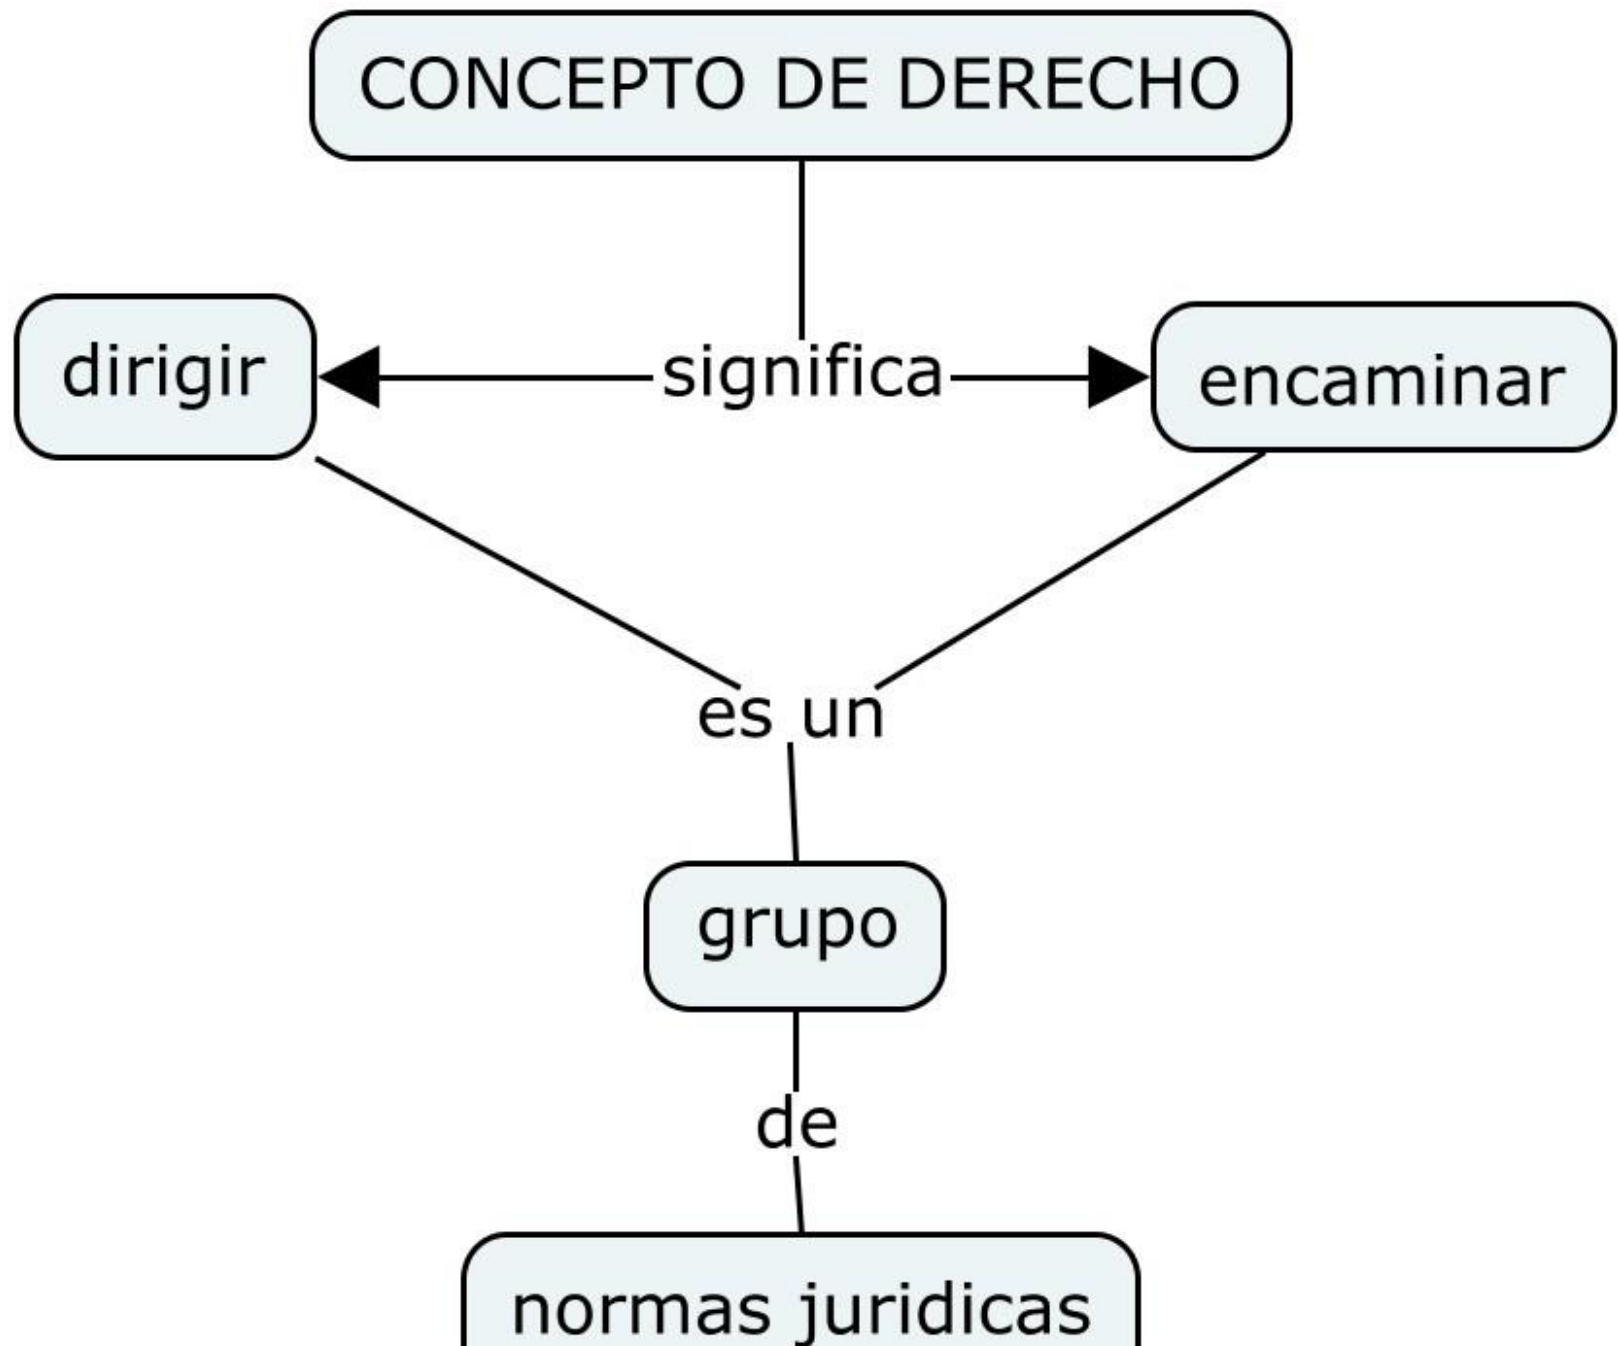 CONCEPTO DE DERECHO
dirigir
significa
encaminar
es un
grupo
de
normas juridicas